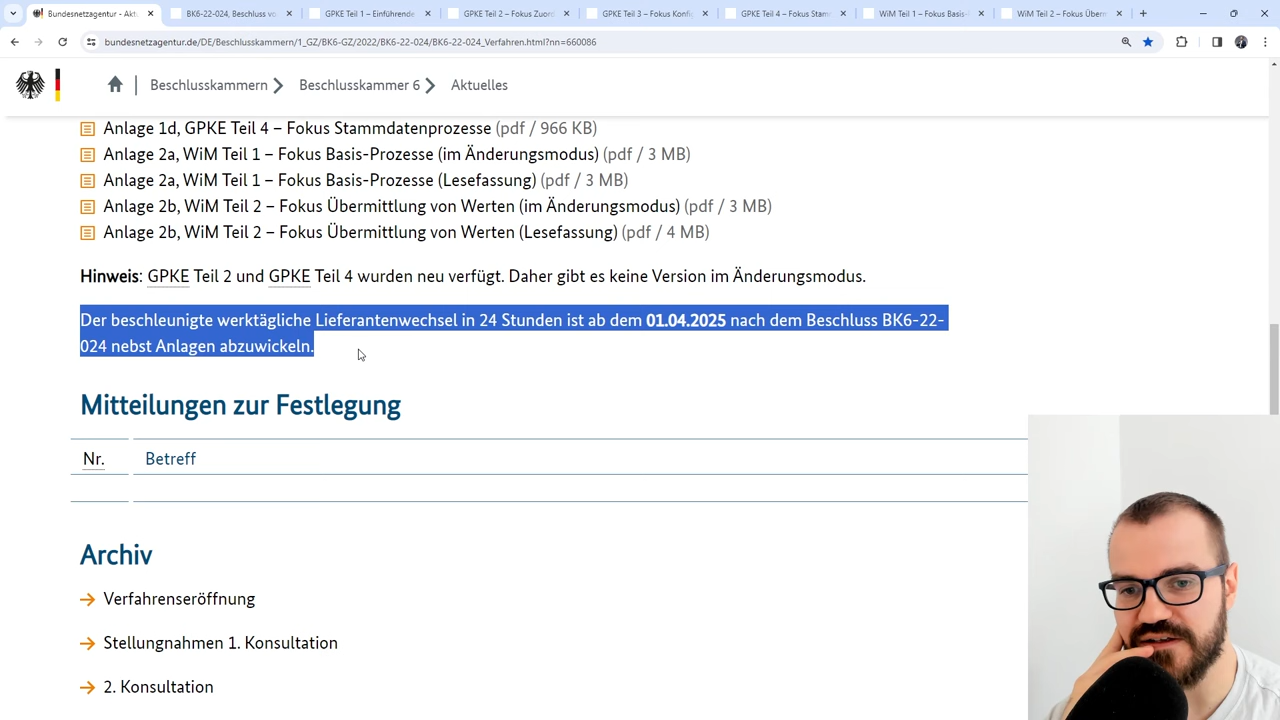 Bundesnetzagentur - Aktu
BK6-22-024, Beschluss vo
GPKE Teil 1 – Einführende
GPKE Teil 2 – Fokus Zuord
GPKE Teil 3 – Fokus Konfig
GPKE Teil 4 – Fokus Stam
WiM Teil 1 – Fokus Basis-
WiM Teil 2 – Fokus Überm
bundesnetzagentur.de/DE/Beschlusskammern/1_GZ/BK6-GZ/2022/BK6-22-024/BK6-22-024_Verfahren.html?nn=660086
Beschlusskammern
Beschlusskammer 6
Aktuelles
Anlage 1d, GPKE Teil 4 – Fokus Stammdatenprozesse (pdf / 966 KB)
Anlage 2a, WiM Teil 1 – Fokus Basis-Prozesse (im Änderungsmodus) (pdf / 3 MB)
Anlage 2a, WiM Teil 1 – Fokus Basis-Prozesse (Lesefassung) (pdf / 3 MB)
Anlage 2b, WiM Teil 2 – Fokus Übermittlung von Werten (im Änderungsmodus) (pdf / 3 MB)
Anlage 2b, WiM Teil 2 – Fokus Übermittlung von Werten (Lesefassung) (pdf / 4 MB)
Hinweis: GPKE Teil 2 und GPKE Teil 4 wurden neu verfügt. Daher gibt es keine Version im Änderungsmodus.
Der beschleunigte werktägliche Lieferantenwechsel in 24 Stunden ist ab dem 01.04.2025 nach dem Beschluss BK6-22-
024 nebst Anlagen abzuwickeln.
Mitteilungen zur Festlegung
Nr.
Betreff
Archiv
Verfahrenseröffnung
Stellungnahmen 1. Konsultation
2. Konsultation